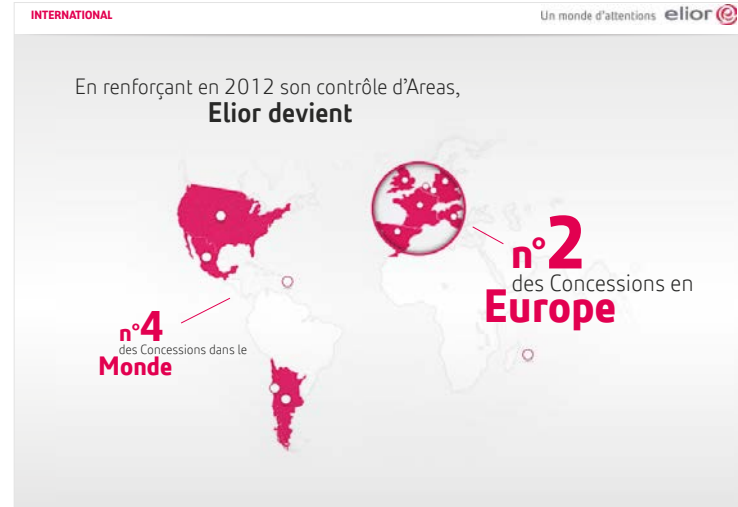 INTERNATIONAL
Un monde d'attentions elior
En renforçant en 2012 son contrôle d'Areas,
Elior devient
n°2
des Concessions en
Europe
n°4
des Concessions dans le
Monde